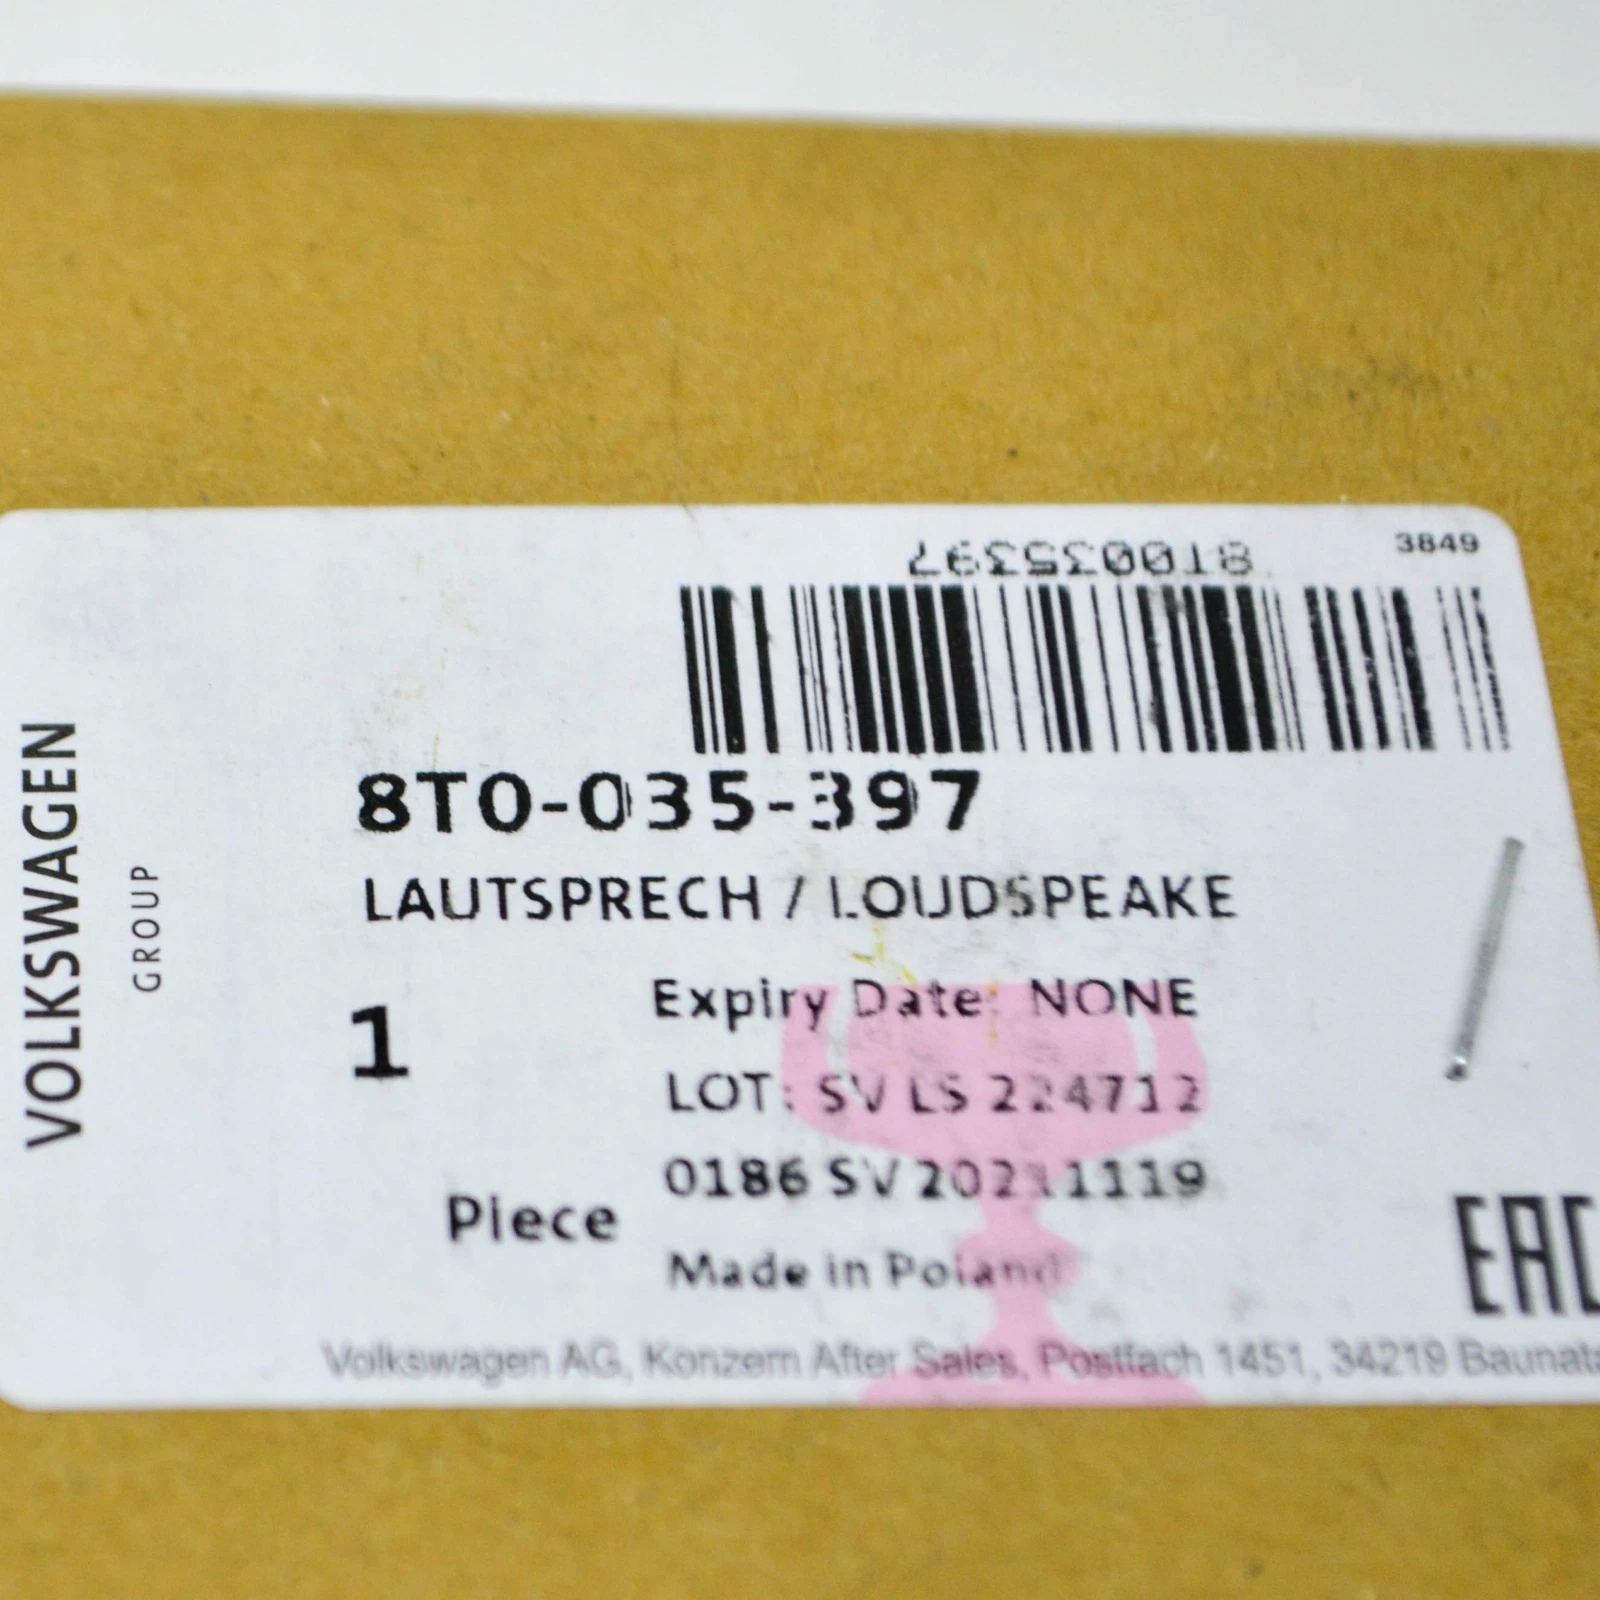 8T0035397
3849
VOLKSWAGEN
GROUP
8T0-035-397
LAUTSPRECH / LOUDSPEAKE
1
Piece
Expiry Date: NONE
LOT: SV LS 224712
0186 SV 20211119
Made in Poland
EAC
Volkswagen AG, Konzern After Sales, Postfach 1451, 34219 Baunata